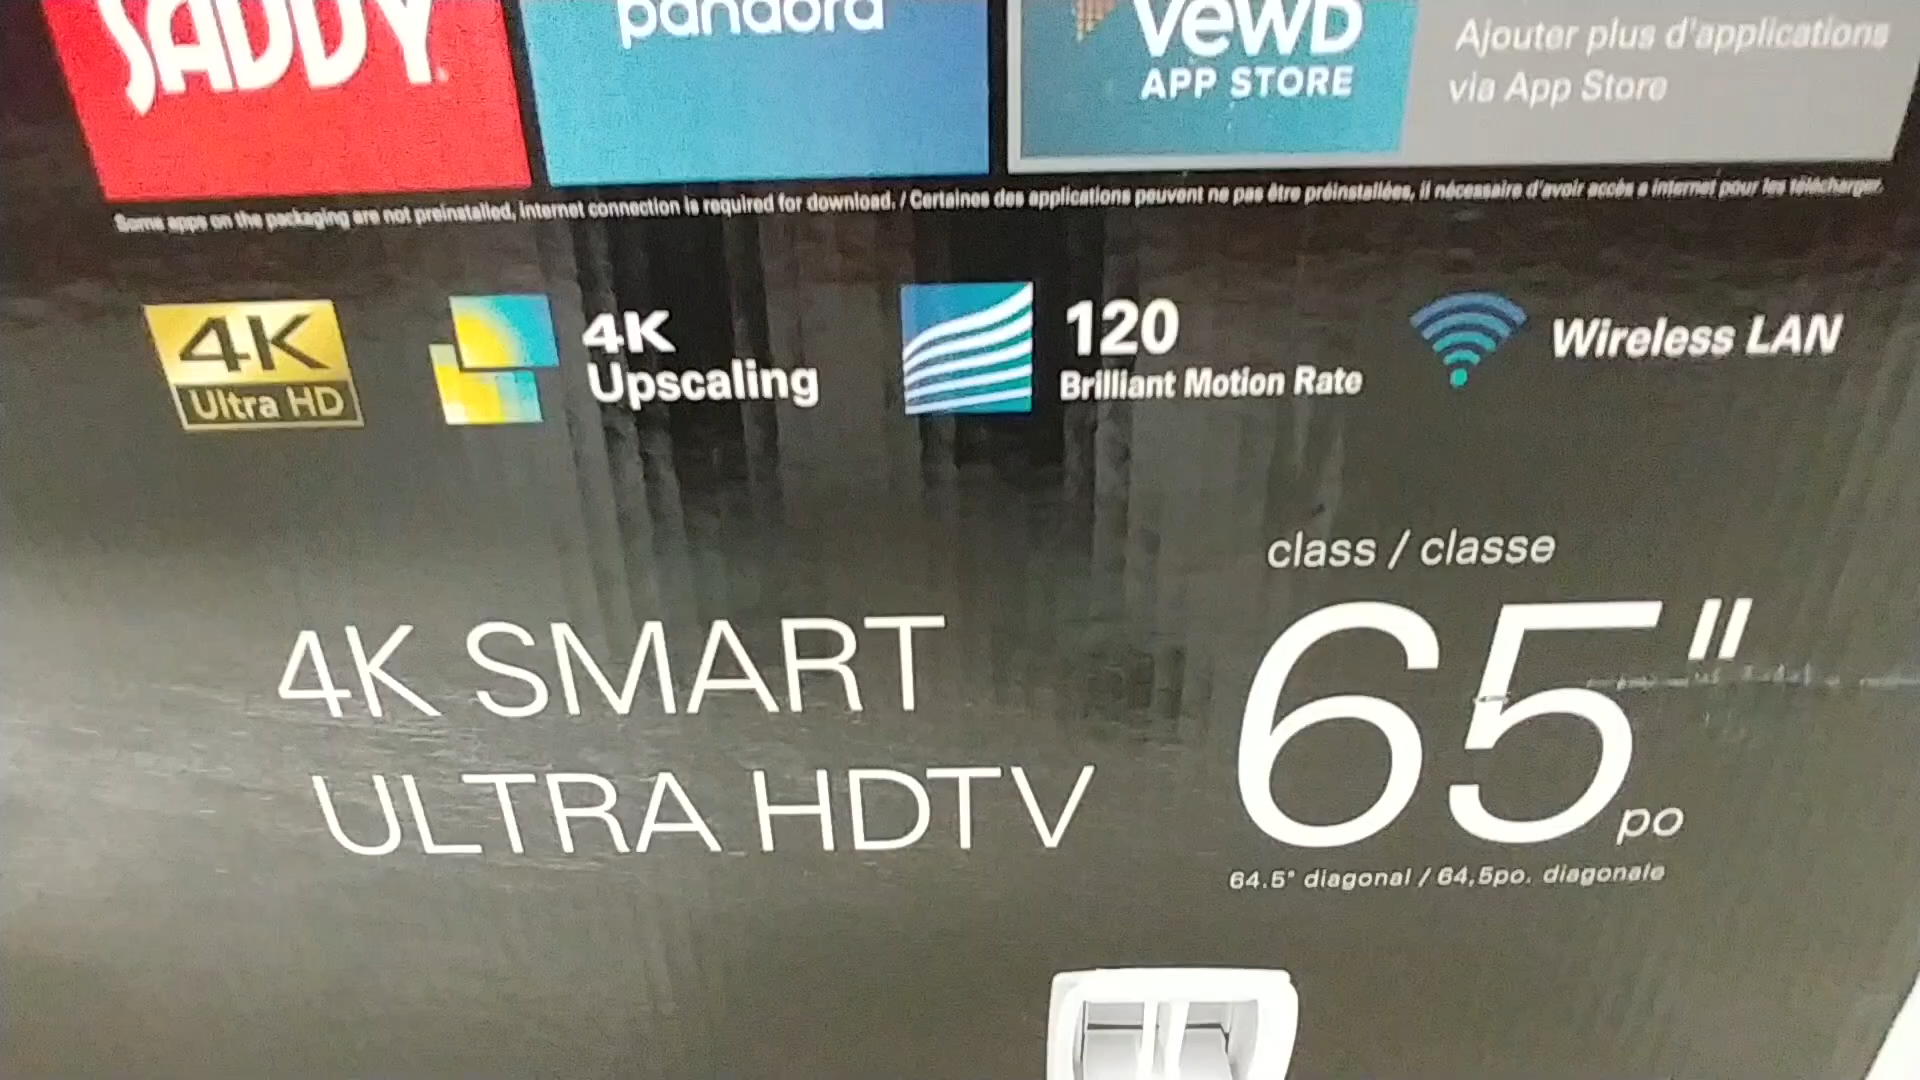 SADDY
pandora
vewd
APP STORE
Ajouter plus d'applications
via App Store
Some apps on the packaging are not preinstalled, internet connection is required for download. / Certaines des applications peuvent ne pas être préinstallées, il nécessaire d'avoir accès a internet pour les télécharger.
4K
Ultra HD
4K
Upscaling
120
Brilliant Motion Rate
Wireless LAN
class / classe
4K SMART
ULTRA HDTV
65"
po
64.5" diagonal / 64,5po. diagonale